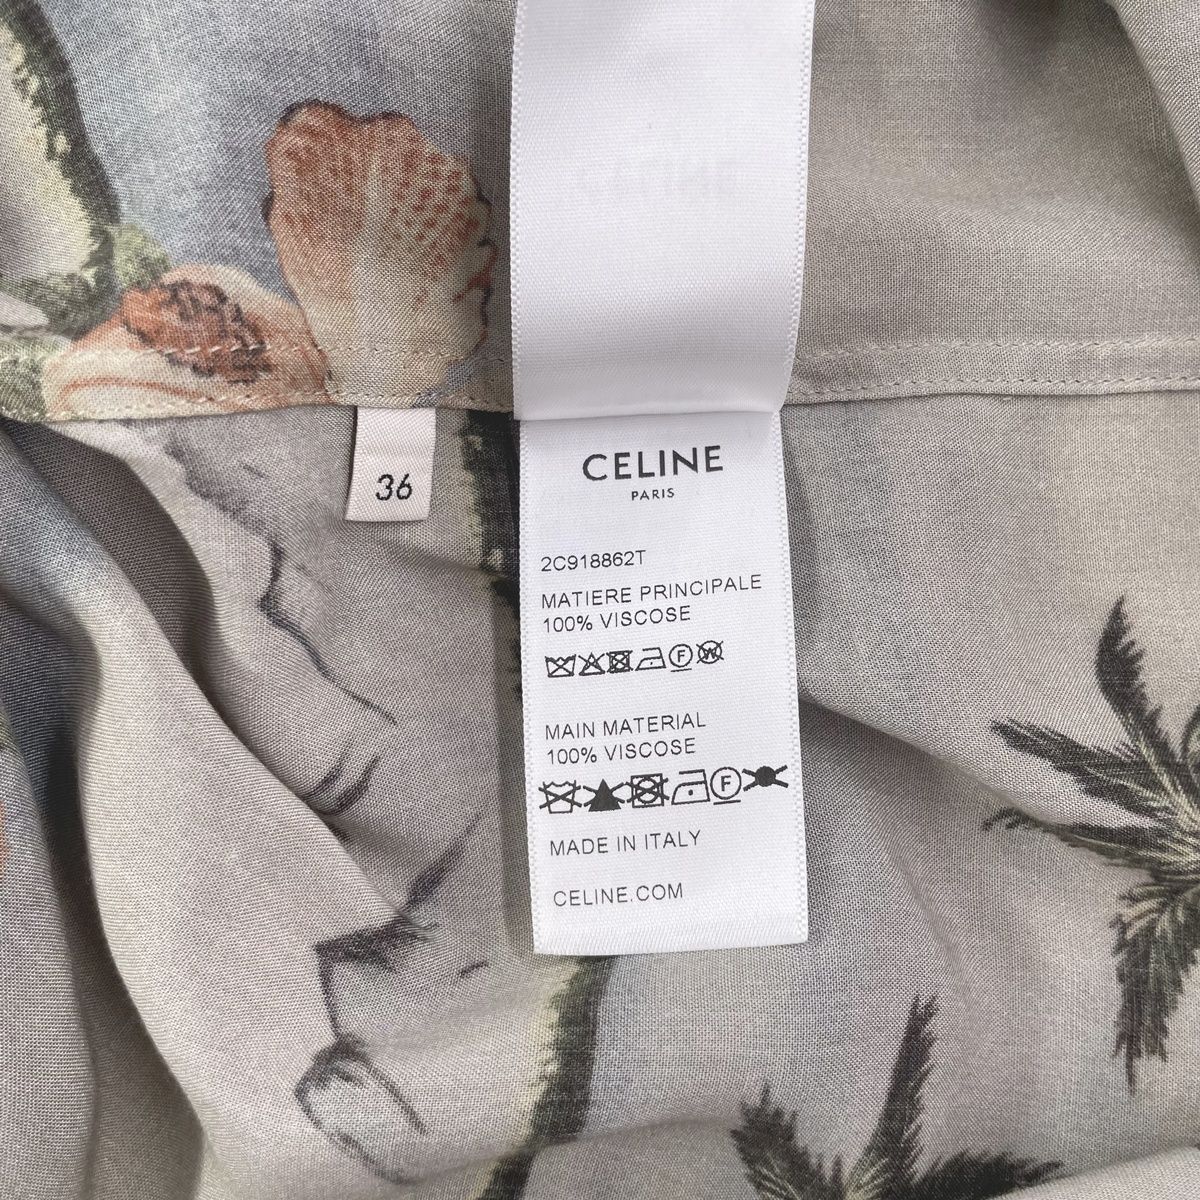 36
CELINE
PARIS
2C918862T
MATIERE PRINCIPALE
100% VISCOSE
F W
MAIN MATERIAL
100% VISCOSE
F
MADE IN ITALY
CELINE.COM